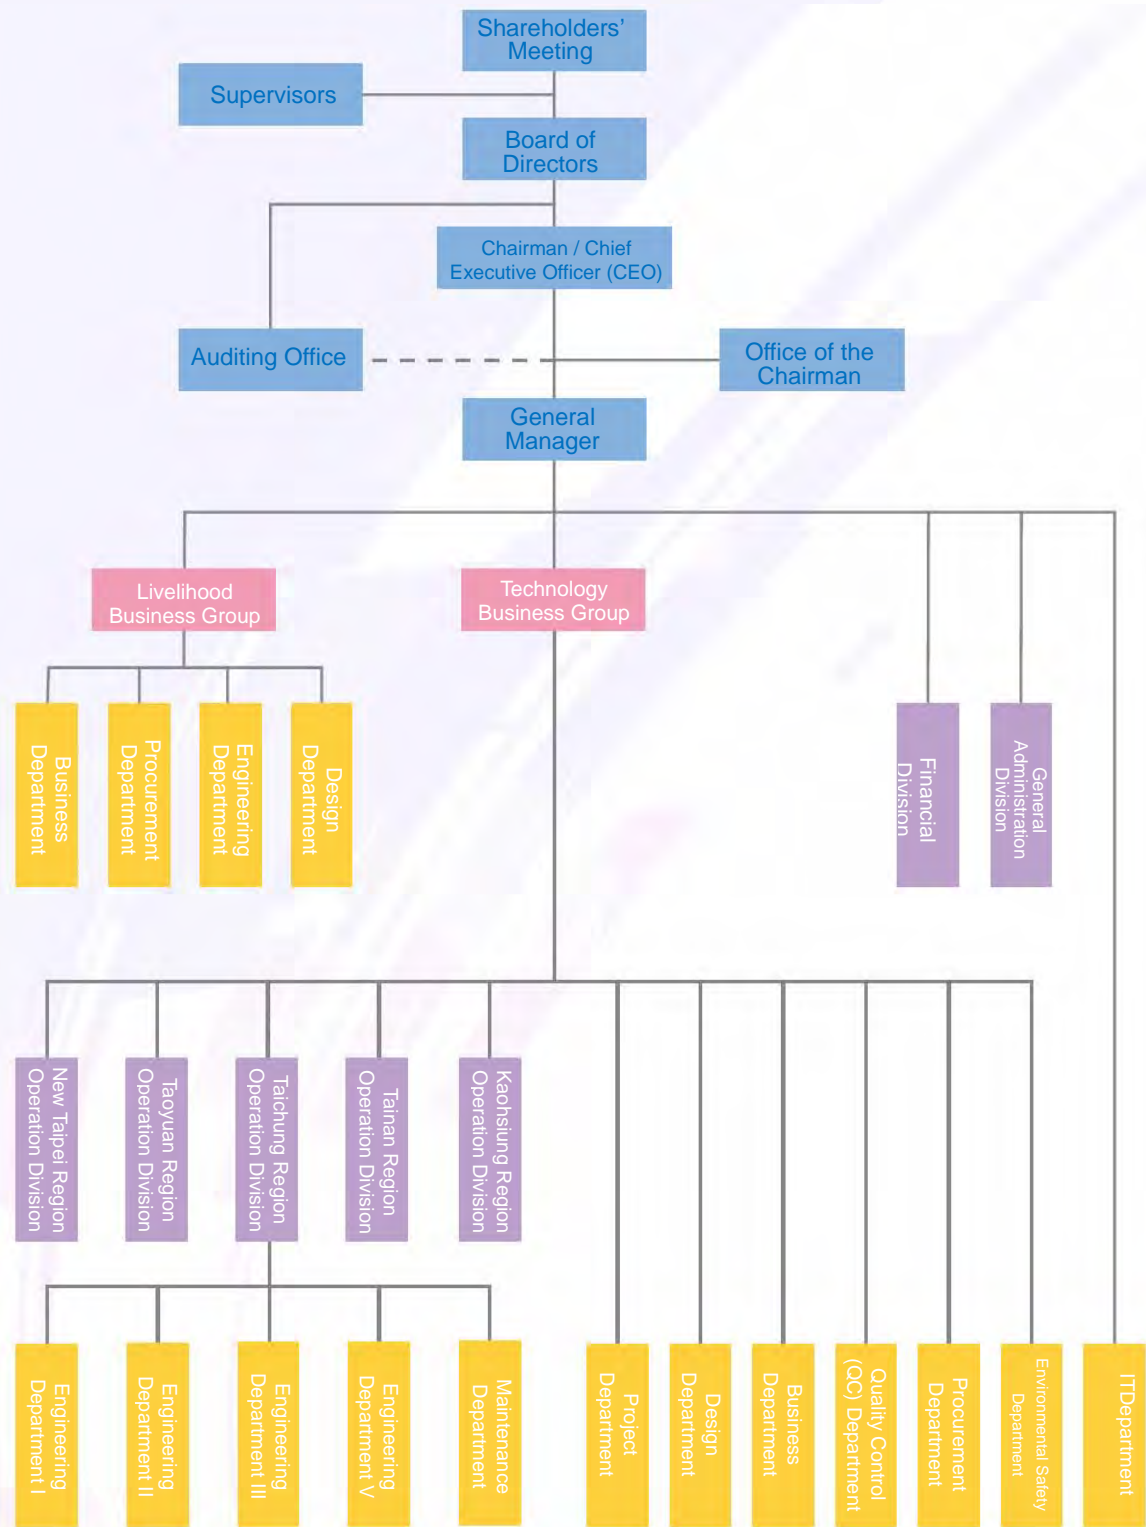 Shareholders’
Meeting
Supervisors
Board of
Directors
Chairman / Chief
Executive Officer (CEO)
Auditing Office
Office of the
Chairman
General
Manager
Livelihood
Business Group
Technology
Business Group
Business
Department
Procurement
Department
Engineering
Department
Design
Department
Financial
Division
General
Administration
Division
New Taipei Region
Operation Division
Taoyuan Region
Operation Division
Taichung Region
Operation Division
Tainan Region
Operation Division
Kaohsiung Region
Operation Division
Engineering
Department I
Engineering
Department II
Engineering
Department III
Engineering
Department V
Maintenance
Department
Project
Department
Design
Department
Business
Department
Quality Control
(QC) Department
Procurement
Department
Environmental Safety
Department
ITDepartment